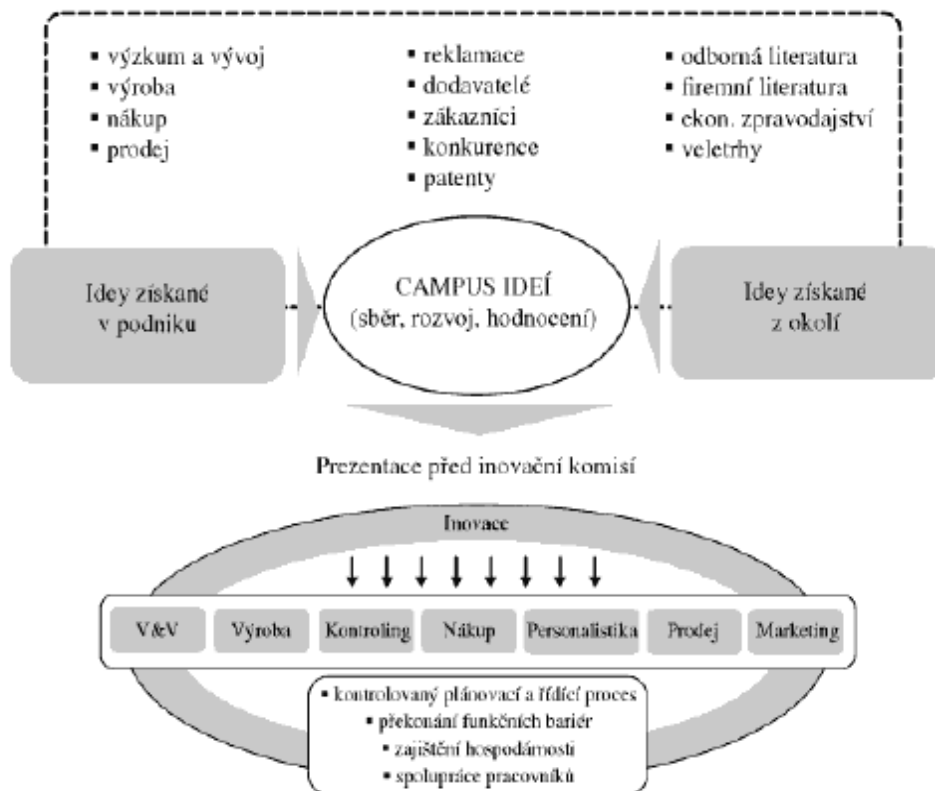 ▪ výzkum a vývoj
▪ výroba
▪ nákup
▪ prodej
▪ reklamace
▪ dodavatelé
▪ zákazníci
▪ konkurence
▪ patenty
▪ odborná literatura
▪ firemní literatura
▪ ekon. zpravodajství
▪ veletrhy
Idey získané
v podniku
CAMPUS IDEÍ
(sběr, rozvoj, hodnocení)
Idey získané
z okolí
Prezentace před inovační komisí
Inovace
V&V
Výroba
Kontroling
Nákup
Personalistika
Prodej
Marketing
▪ kontrolovaný plánovací a řídící proces
▪ překonání funkčních bariér
▪ zajištění hospodárnosti
▪ spolupráce pracovníků